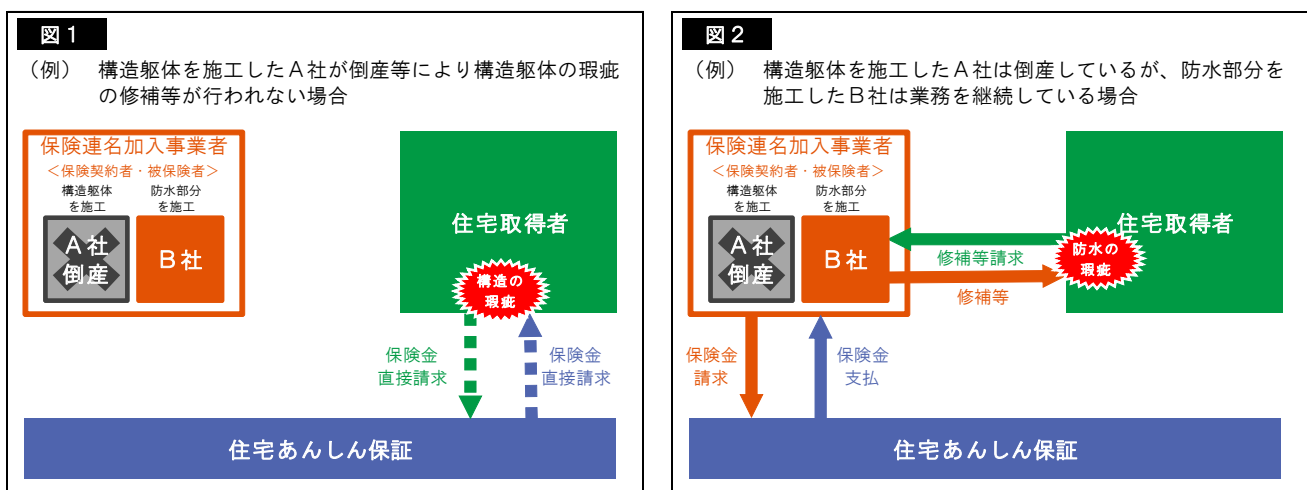 図1
(例) 構造躯体を施工したA社が倒産等により構造躯体の瑕疵
の修補等が行われない場合
保険連名加入事業者
<保険契約者・被保険者>
構造躯体
を施工
防水部分
を施工
A社
倒産
B社
住宅取得者
構造の
瑕疵
保険金
直接請求
保険金
直接請求
住宅あんしん保証
図2
(例) 構造躯体を施工したA社は倒産しているが、防水部分を
施工したB社は業務を継続している場合
保険連名加入事業者
<保険契約者・被保険者>
構造躯体
を施工
防水部分
を施工
A社
倒産
B社
住宅取得者
防水の
瑕疵
修補等請求
修補等
保険金
請求
保険金
支払
住宅あんしん保証